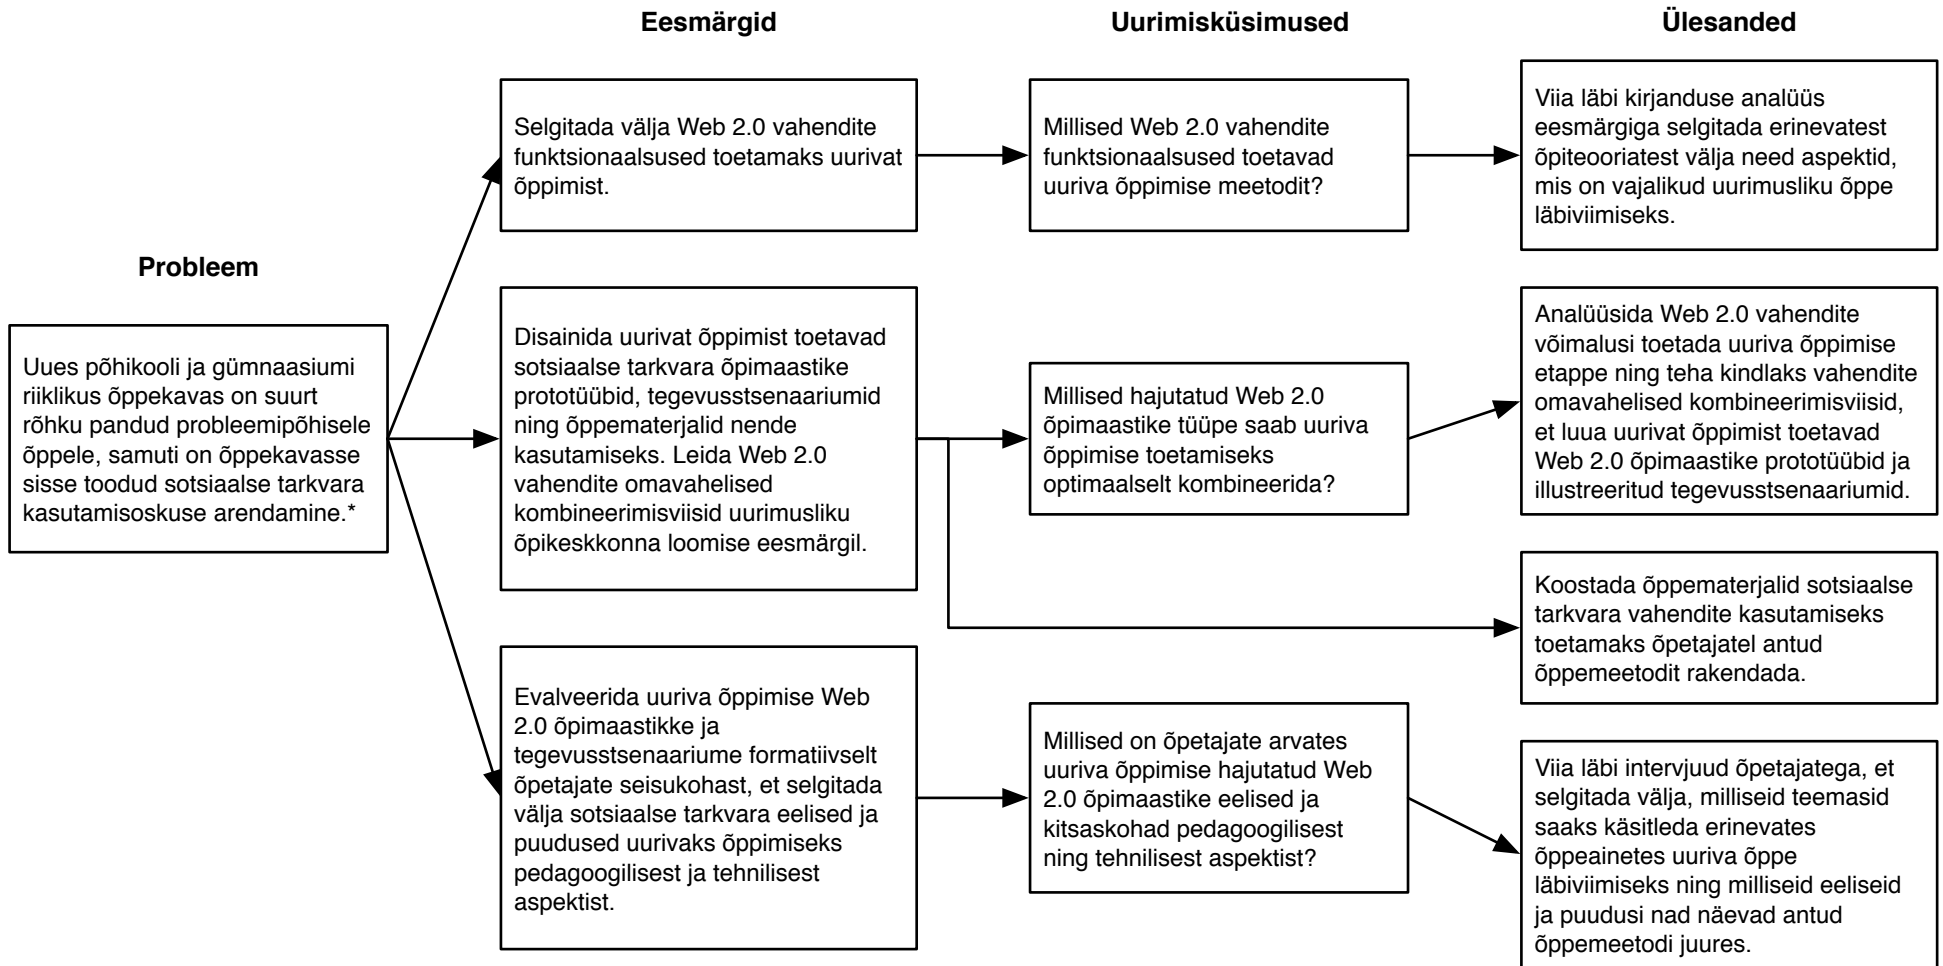 Probleem
Uues põhikooli ja gümnaasiumi
riiklikus õppekavas on suurt
rõhku pandud probleemipõhisele
õppele, samuti on õppekavasse
sisse toodud sotsiaalse tarkvara
kasutamisoskuse arendamine.*
Eesmärgid
Selgitada välja Web 2.0 vahendite
funktsionaalsused toetamaks uurivat
õppimist.
Disainida uurivat õppimist toetavad
sotsiaalse tarkvara õpimaastike
prototüübid, tegevusstsenaariumid
ning õppematerjalid nende
kasutamiseks. Leida Web 2.0
vahendite omavahelised
kombineerimisviisid uurimusliku
õpikeskkonna loomise eesmärgil.
Evalveerida uuriva õppimise Web
2.0 õpimaastikke ja
tegevusstsenaariume formatiivselt
õpetajate seisukohast, et selgitada
välja sotsiaalse tarkvara eelised ja
puudused uurivaks õppimiseks
pedagoogilisest ja tehnilisest
aspektist.
Uurimisküsimused
Millised Web 2.0 vahendite
funktsionaalsused toetavad
uuriva õppimise meetodit?
Millised hajutatud Web 2.0
õpimaastike tüüpe saab uuriva
õppimise toetamiseks
optimaalselt kombineerida?
Millised on õpetajate arvates
uuriva õppimise hajutatud Web
2.0 õpimaastike eelised ja
kitsaskohad pedagoogilisest
ning tehnilisest aspektist?
Ülesanded
Viia läbi kirjanduse analüüs
eesmärgiga selgitada erinevatest
õpiteooriatest välja need aspektid,
mis on vajalikud uurimusliku õppe
läbiviimiseks.
Analüüsida Web 2.0 vahendite
võimalusi toetada uuriva õppimise
etappe ning teha kindlaks vahendite
omavahelised kombineerimisviisid,
et luua uurivat õppimist toetavad
Web 2.0 õpimaastike prototüübid ja
illustreeritud tegevusstsenaariumid.
Koostada õppematerjalid sotsiaalse
tarkvara vahendite kasutamiseks
toetamaks õpetajatel antud
õppemeetodit rakendada.
Viia läbi intervjuud õpetajatega, et
selgitada välja, milliseid teemasid
saaks käsitleda erinevates
õppeainetes uuriva õppe
läbiviimiseks ning milliseid eeliseid
ja puudusi nad näevad antud
õppemeetodi juures.